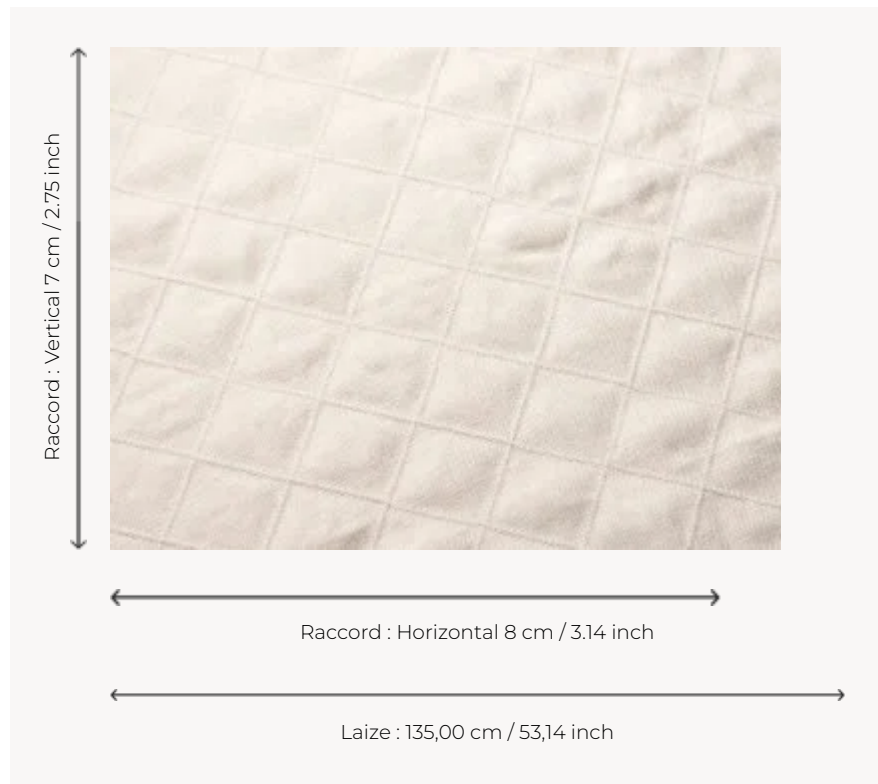 Raccord : Vertical 7 cm / 2.75 inch
Raccord : Horizontal 8 cm / 3.14 inch
Laize : 135,00 cm / 53,14 inch